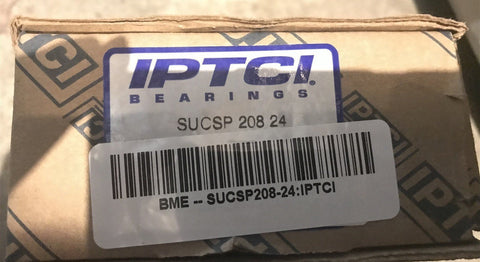 IPTCI
BEARINGS
SUCSP 208 24
BME -- SUCSP208-24:IPTCI